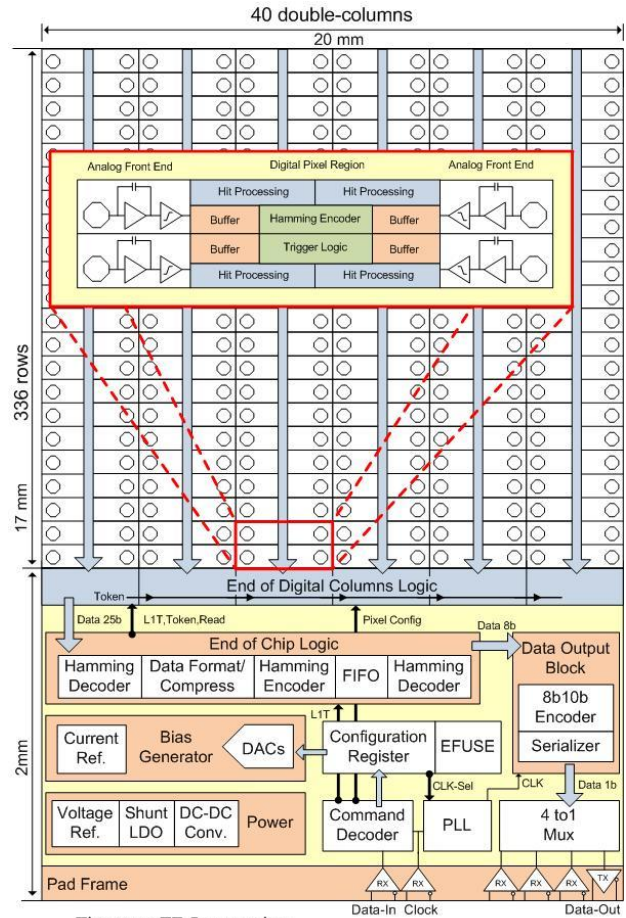 40 double-columns
20 mm
336 rows
17 mm
Analog Front End
Digital Pixel Region
Analog Front End
Hit Processing
Hit Processing
Buffer
Hamming Encoder
Buffer
Buffer
Trigger Logic
Buffer
Hit Processing
Hit Processing
2mm
End of Digital Columns Logic
Token
Data 25b
L1T,Token,Read
Pixel Config
Data 8b
End of Chip Logic
Hamming
Decoder
Data Format/
Compress
Hamming
Encoder
FIFO
Hamming
Decoder
Data Output
Block
8b10b
Encoder
Serializer
L1T
Current
Ref.
Bias
Generator
DACs
Configuration
Register
EFUSE
CLK-Sel
CLK
Data 1b
Voltage
Ref.
Shunt
LDO
DC-DC
Conv.
Power
Command
Decoder
PLL
4 to1
Mux
Pad Frame
RX
RX
RX
RX
RX
TX
Data-In
Clock
Data-Out